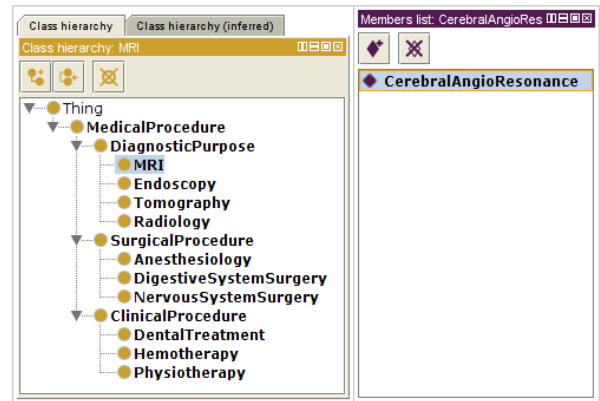 Class hierarchy
Class hierarchy (inferred)
Class hierarchy: MRI
Thing
MedicalProcedure
DiagnosticPurpose
MRI
Endoscopy
Tomography
Radiology
SurgicalProcedure
Anesthesiology
DigestiveSystemSurgery
NervousSystemSurgery
ClinicalProcedure
DentalTreatment
Hemotherapy
Physiotherapy
Members list: CerebralAngioRes
CerebralAngioResonance